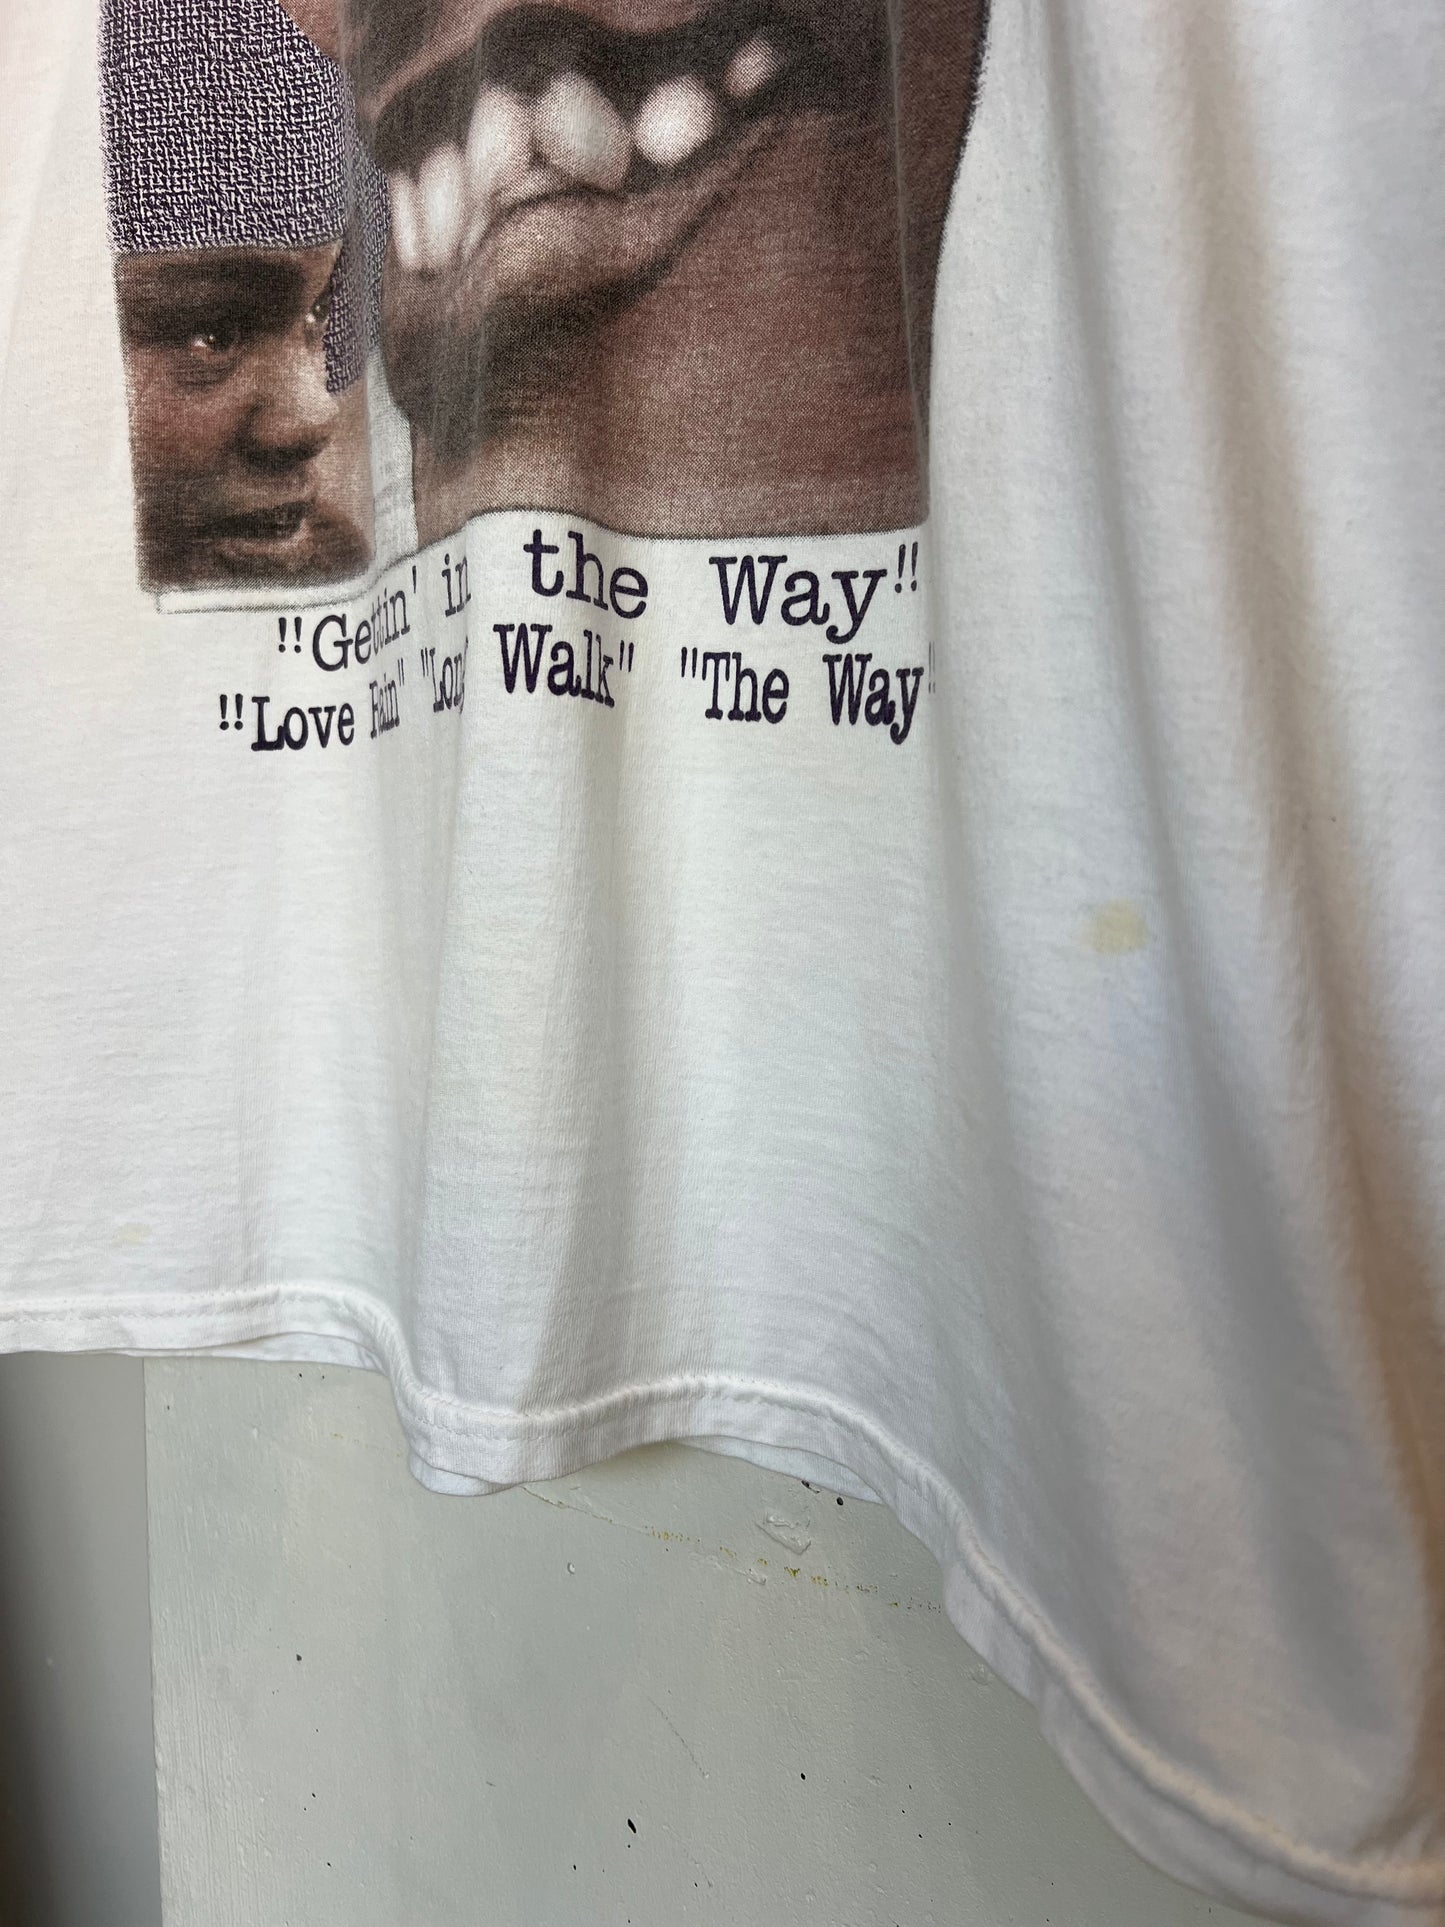 !!Gettin' in the Way!!
!!Love Rain" "Long Walk" "The Way"